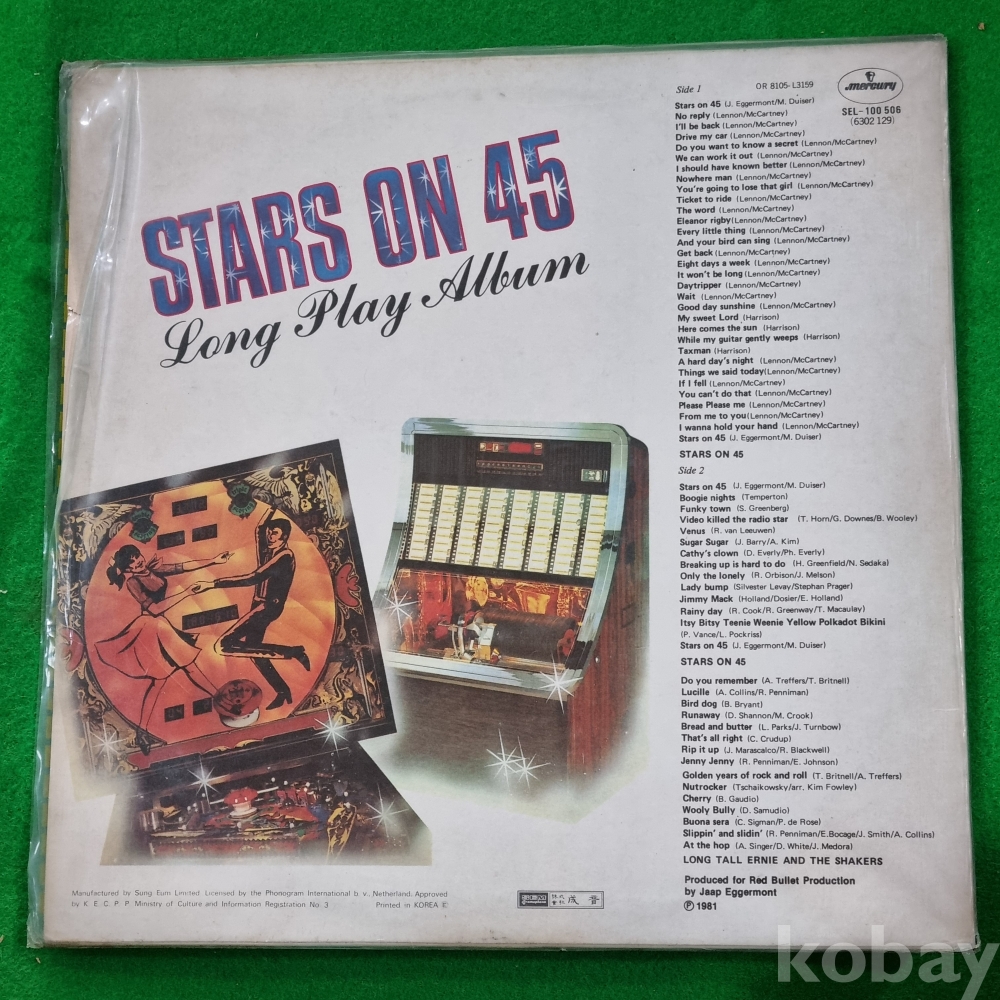 STARS ON 45
Long Play Album
Side 1
OR 8105- L3159
mercury
SEL-100 506
(6302 129)
Stars on 45 (J. Eggermont/M. Duiser)
No reply (Lennon/McCartney)
I'll be back (Lennon/McCartney)
Drive my car (Lennon/McCartney)
Do you want to know a secret (Lennon/McCartney)
We can work it out (Lennon/McCartney)
I should have known better (Lennon/McCartney)
Nowhere man (Lennon/McCartney)
You're going to lose that girl (Lennon/McCartney)
Ticket to ride (Lennon/McCartney)
The word (Lennon/McCartney)
Eleanor rigby(Lennon/McCartney)
Every little thing (Lennon/McCartney)
And your bird can sing (Lennon/McCartney)
Get back (Lennon/McCartney)
Eight days a week (Lennon/McCartney)
It won't be long (Lennon/McCartney)
Daytripper (Lennon/McCartney)
Wait (Lennon/McCartney)
Good day sunshine (Lennon/McCartney)
My sweet Lord (Harrison)
Here comes the sun (Harrison)
While my guitar gently weeps (Harrison)
Taxman (Harrison)
A hard day's night (Lennon/McCartney)
Things we said today(Lennon/McCartney)
If I fell (Lennon/McCartney)
You can't do that (Lennon/McCartney)
Please Please me (Lennon/McCartney)
From me to you(Lennon/McCartney)
I wanna hold your hand (Lennon/McCartney)
Stars on 45 (J. Eggermont/M. Duiser)
STARS ON 45
Side 2
Stars on 45 (J. Eggermont/M. Duiser)
Boogie nights (Temperton)
Funky town (S. Greenberg)
Video killed the radio star (T. Horn/G. Downes/B. Wooley)
Venus (R. van Leeuwen)
Sugar Sugar (J. Barry/A. Kim)
Cathy's clown (D. Everly/Ph. Everly)
Breaking up is hard to do (H. Greenfield/N. Sedaka)
Only the lonely (R. Orbison/J. Melson)
Lady bump (Silvester Levay/Stephan Prager)
Jimmy Mack (Holland/Dosier/E. Holland)
Rainy day (R. Cook/R. Greenway/T. Macaulay)
Itsy Bitsy Teenie Weenie Yellow Polkadot Bikini
(P. Vance/L. Pockriss)
Stars on 45 (J. Eggermont/M. Duiser)
STARS ON 45
Do you remember (A. Treffers/T. Britnell)
Lucille (A. Collins/R. Penniman)
Bird dog (B. Bryant)
Runaway (D. Shannon/M. Crook)
Bread and butter (L. Parks/J. Turnbow)
That's all right (C. Crudup)
Rip it up (J. Marascalco/R. Blackwell)
Jenny Jenny (R. Penniman/E. Johnson)
Golden years of rock and roll (T. Britnell/A. Treffers)
Nutrocker (Tschaikowsky/arr. Kim Fowley)
Cherry (B. Gaudio)
Wooly Bully (D. Samudio)
Buona sera (C. Sigman/P. de Rose)
Slippin' and slidin' (R. Penniman/E.Bocage/J. Smith/A. Collins)
At the hop (A. Singer/D. White/J. Medora)
LONG TALL ERNIE AND THE SHAKERS
Produced for Red Bullet Production
by Jaap Eggermont
℗ 1981
Manufactured by Sung Eum Limited. Licensed by the Phonogram International b. v., Netherland. Approved
by K. E. C. P. P. Ministry of Culture and Information Registration No. 3 Printed in KOREA
株式會社 成音
kobay